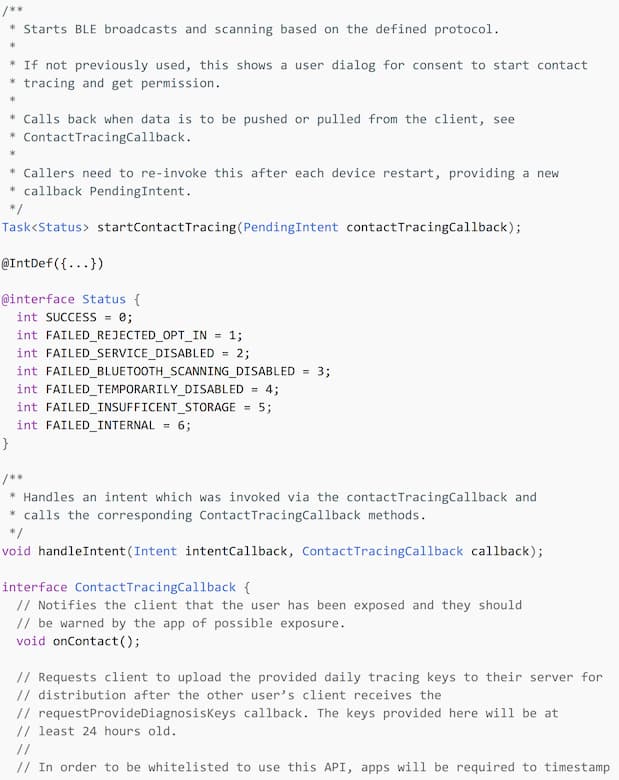 /**
 * Starts BLE broadcasts and scanning based on the defined protocol.
 *
 * If not previously used, this shows a user dialog for consent to start contact
 * tracing and get permission.
 *
 * Calls back when data is to be pushed or pulled from the client, see
 * ContactTracingCallback.
 *
 * Callers need to re-invoke this after each device restart, providing a new
 * callback PendingIntent.
 */
Task<Status> startContactTracing(PendingIntent contactTracingCallback);

@IntDef({...})

@interface Status {
  int SUCCESS = 0;
  int FAILED_REJECTED_OPT_IN = 1;
  int FAILED_SERVICE_DISABLED = 2;
  int FAILED_BLUETOOTH_SCANNING_DISABLED = 3;
  int FAILED_TEMPORARILY_DISABLED = 4;
  int FAILED_INSUFFICENT_STORAGE = 5;
  int FAILED_INTERNAL = 6;
}

/**
 * Handles an intent which was invoked via the contactTracingCallback and
 * calls the corresponding ContactTracingCallback methods.
 */
void handleIntent(Intent intentCallback, ContactTracingCallback callback);

interface ContactTracingCallback {
  // Notifies the client that the user has been exposed and they should
  // be warned by the app of possible exposure.
  void onContact();

  // Requests client to upload the provided daily tracing keys to their server for
  // distribution after the other user’s client receives the
  // requestProvideDiagnosisKeys callback. The keys provided here will be at
  // least 24 hours old.
  //
  // In order to be whitelisted to use this API, apps will be required to timestamp